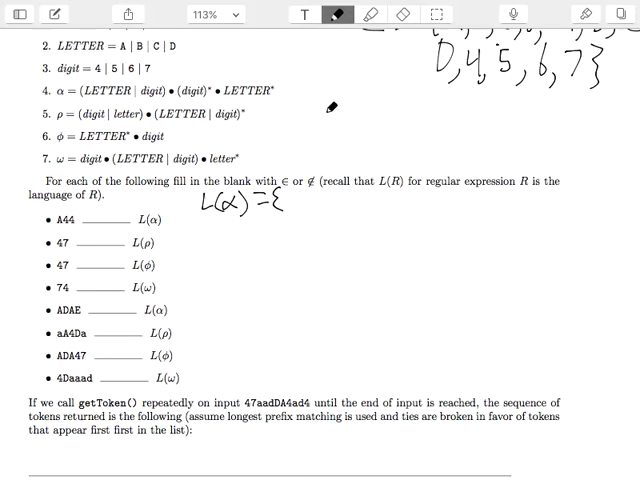 113%
T
2. LETTER = A | B | C | D
3. digit = 4 | 5 | 6 | 7
D,4,5,6,7}
4. α = (LETTER | digit) • (digit)* • LETTER*
5. ρ = (digit | letter) • (LETTER | digit)*
6. ϕ = LETTER* • digit
7. ω = digit • (LETTER | digit) • letter*
For each of the following fill in the blank with ∈ or ∉ (recall that L(R) for regular expression R is the
language of R).
L(α) = {
• A44 ________ L(α)
• 47 ________ L(ρ)
• 47 ________ L(ϕ)
• 74 ________ L(ω)
• ADAE ________ L(α)
• aA4Da ________ L(ρ)
• ADA47 ________ L(ϕ)
• 4Daaad ________ L(ω)
If we call getToken() repeatedly on input 47aadDA4ad4 until the end of input is reached, the sequence of
tokens returned is the following (assume longest prefix matching is used and ties are broken in favor of tokens
that appear first first in the list):